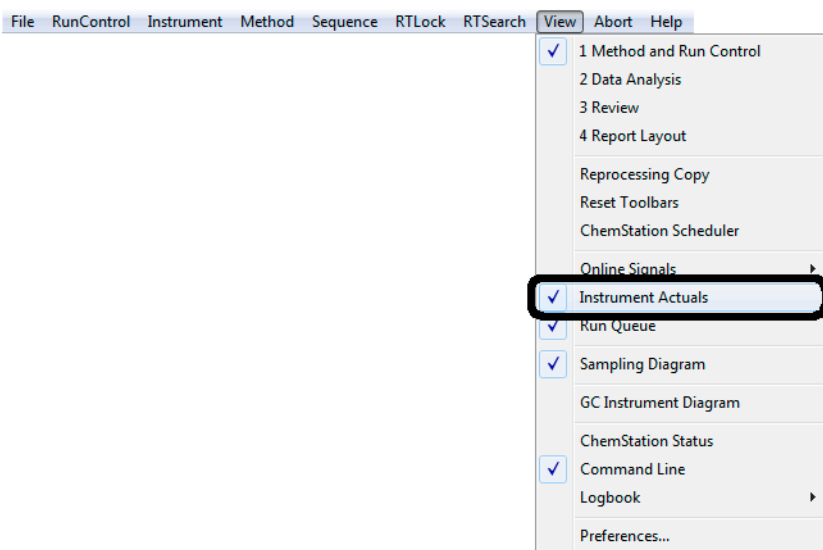 File RunControl Instrument Method Sequence RTLock RTSearch View Abort Help
1 Method and Run Control
2 Data Analysis
3 Review
4 Report Layout
Reprocessing Copy
Reset Toolbars
ChemStation Scheduler
Online Signals
Instrument Actuals
Run Queue
Sampling Diagram
GC Instrument Diagram
ChemStation Status
Command Line
Logbook
Preferences...